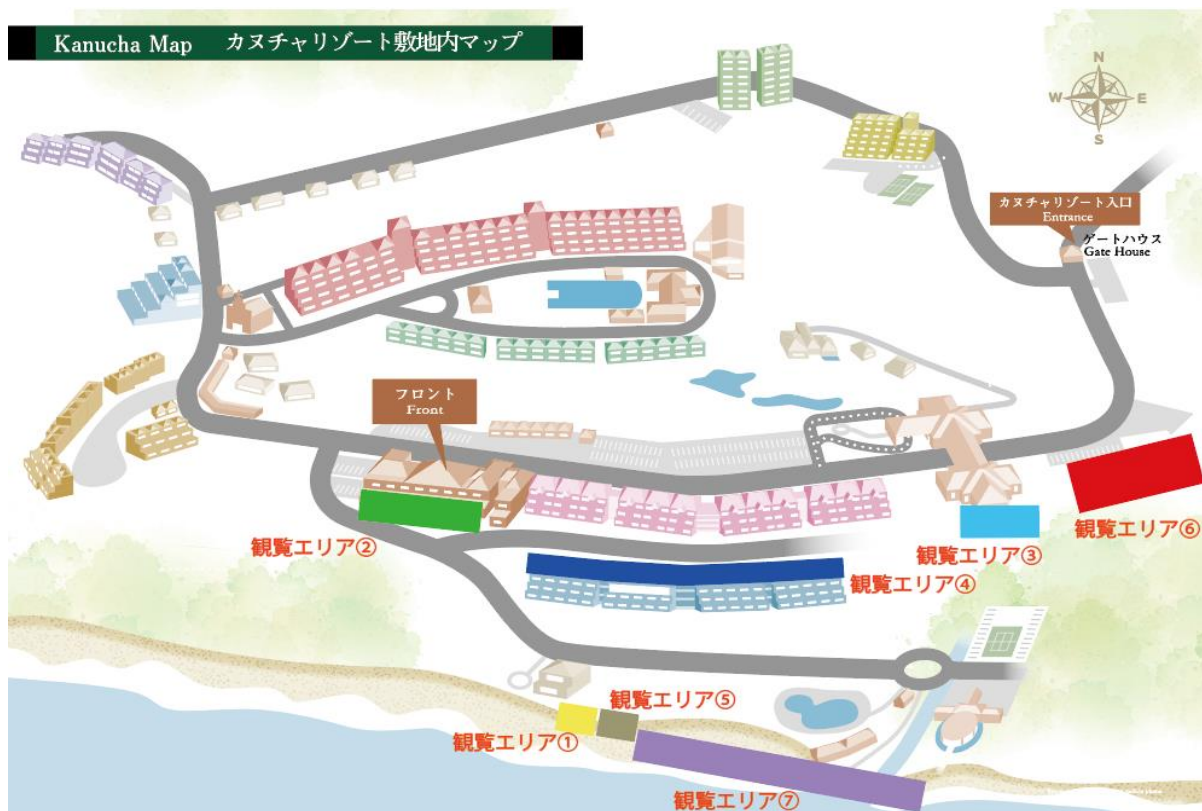 Kanucha Map カヌチャリゾート敷地内マップ
N
W E
S
カヌチャリゾート入口
Entrance
ゲートハウス
Gate House
フロント
Front
観覧エリア②
観覧エリア③
観覧エリア⑥
観覧エリア④
観覧エリア⑤
観覧エリア①
観覧エリア⑦